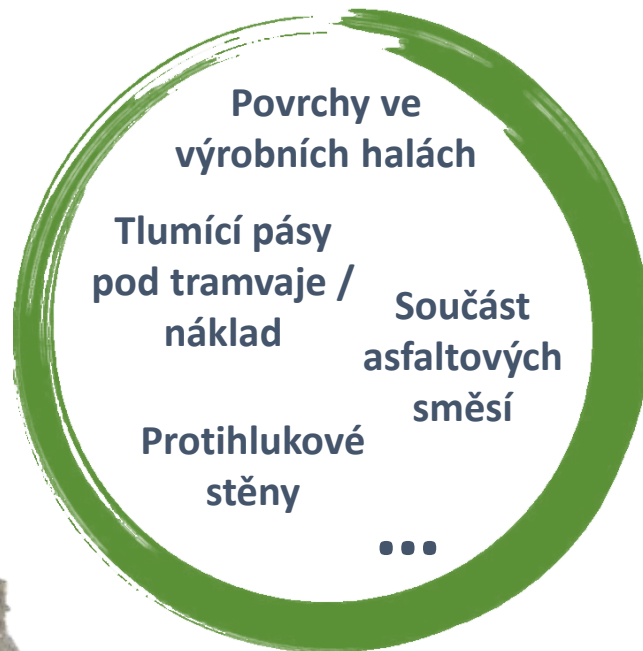 Povrchy ve
výrobních halách
Tlumící pásy
pod tramvaje /
náklad
Součást
asfaltových
směsí
Protihlukové
stěny
...